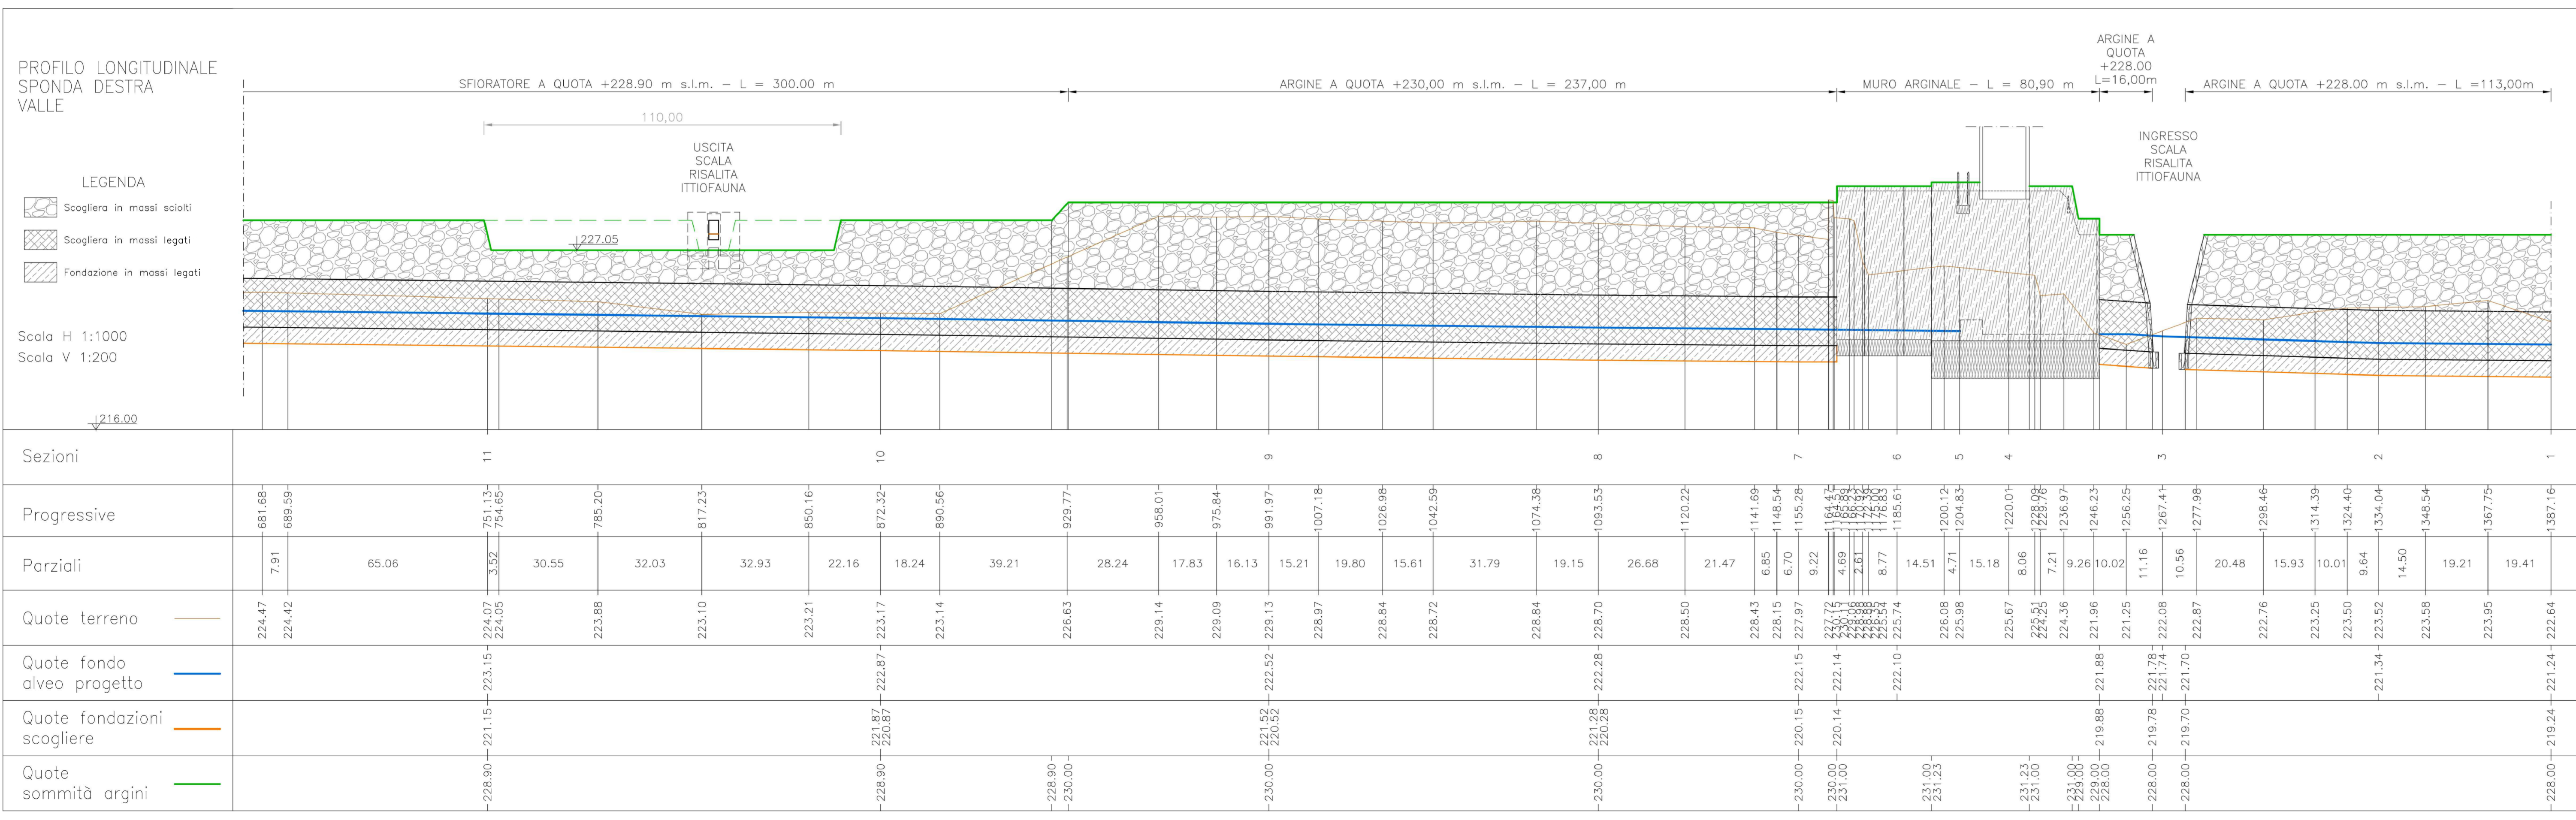 PROFILO LONGITUDINALE
SPONDA DESTRA
VALLE
SFIORATORE A QUOTA +228.90 m s.l.m. – L = 300.00 m
ARGINE A QUOTA +230,00 m s.l.m. – L = 237,00 m
MURO ARGINALE – L = 80,90 m
ARGINE A
QUOTA
+228.00
L=16,00m
ARGINE A QUOTA +228.00 m s.l.m. – L =113,00m
110,00
USCITA
SCALA
RISALITA
ITTIOFAUNA
INGRESSO
SCALA
RISALITA
ITTIOFAUNA
LEGENDA
Scogliera in massi sciolti
Scogliera in massi legati
Fondazione in massi legati
227.05
Scala H 1:1000
Scala V 1:200
216.00
Sezioni 11 10 9 8 7 6 5 4 3 2 1
Progressive 681.68 689.59 751.13 754.65 785.20 817.23 850.16 872.32 890.56 929.77 958.01 975.84 991.97 1007.18 1026.98 1042.59 1074.38 1093.53 1120.22 1141.69 1148.54 1155.28 1164.47 1176.83 1185.61 1200.12 1204.83 1220.01 1228.09 1229.76 1236.97 1246.23 1256.25 1267.41 1277.98 1298.46 1314.39 1324.40 1334.04 1348.54 1367.75 1387.16
Parziali 7.91 65.06 3.52 30.55 32.03 32.93 22.16 18.24 39.21 28.24 17.83 16.13 15.21 19.80 15.61 31.79 19.15 26.68 21.47 6.85 6.70 9.22 4.69 2.61 8.77 14.51 4.71 15.18 8.06 7.21 9.26 10.02 11.16 10.56 20.48 15.93 10.01 9.64 14.50 19.21 19.41
Quote terreno 224.47 224.42 224.07 224.05 223.88 223.10 223.21 223.17 223.14 226.63 229.14 229.09 229.13 228.97 228.84 228.72 228.84 228.70 228.50 228.43 228.15 227.97 227.72 230.15 225.54 225.74 226.08 225.98 225.67 225.51 224.25 224.36 221.96 221.25 222.08 222.87 222.76 223.25 223.50 223.52 223.58 223.95 222.64
Quote fondo
alveo progetto 223.15 222.87 222.52 222.28 222.15 222.14 222.10 221.88 221.78 221.74 221.70 221.34 221.24
Quote fondazioni
scogliere 221.15 221.87 220.87 221.52 220.52 221.28 220.28 220.15 220.14 219.88 219.78 219.70 219.24
Quote
sommità argini 228.90 228.90 228.90 230.00 230.00 230.00 230.00 230.00 231.00 231.00 231.23 231.23 231.00 231.00 229.00 229.00 228.00 228.00 228.00 228.00